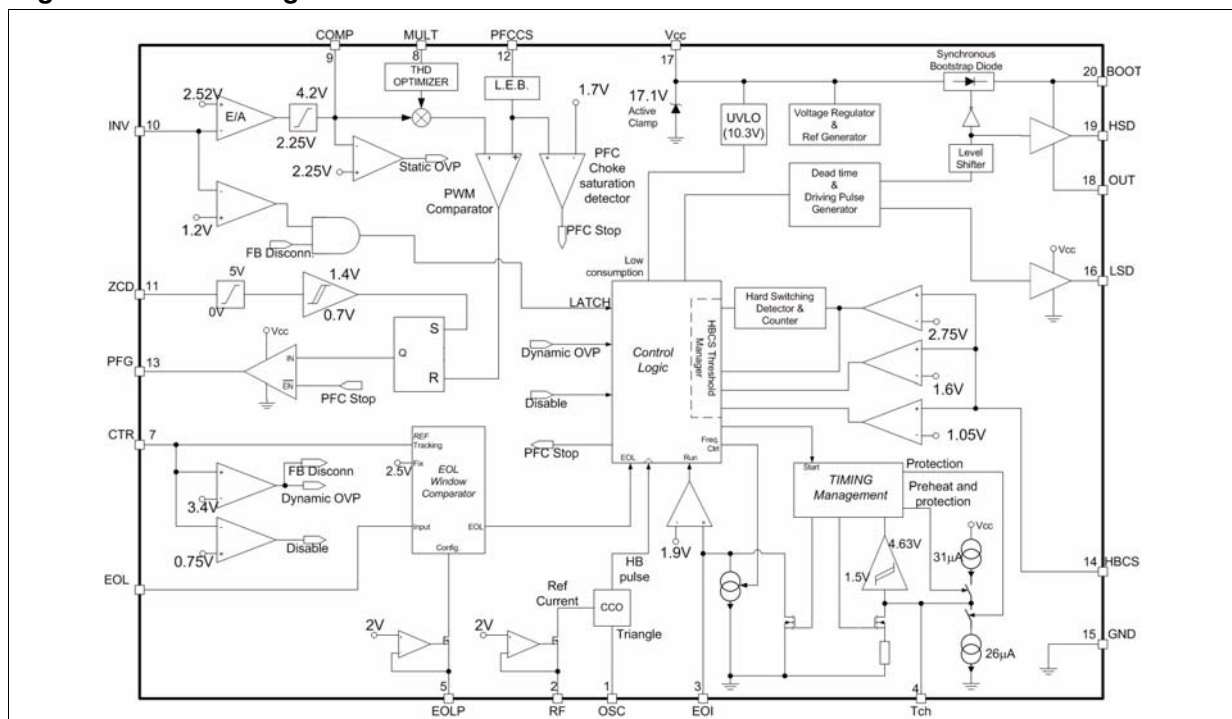 COMP
MULT
PFCCS
Vcc
9
8
12
17
THD
OPTIMIZER
L.E.B.
Synchronous
Bootstrap Diode
20
BOOT
2.52V
E/A
4.2V
2.25V
1.7V
17.1V
Active
Clamp
UVLO
(10.3V)
Voltage Regulator
&
Ref Generator
INV
10
19
HSD
Level
Shifter
2.25V
Static OVP
PWM
Comparator
PFC
Choke
saturation
detector
Dead time
&
Driving Pulse
Generator
18
OUT
1.2V
FB Disconn.
PFC Stop
Vcc
16
LSD
Low
consumption
ZCD
11
5V
0V
1.4V
0.7V
LATCH
Hard Switching
Detector &
Counter
2.75V
S
Q
R
Vcc
IN
EN
PFG
13
PFC Stop
Dynamic OVP
Control
Logic
HBCS Threshold
Manager
1.6V
Disable
1.05V
CTR
7
REF
Tracking
2.5V
Fix
EOL
Window
Comparator
Input
EOL
Config.
PFC Stop
EOL
Run
Freq.
Ctrl
FB Disconn
Dynamic OVP
3.4V
Disable
0.75V
Start
TIMING
Management
Protection
Preheat and
protection
Vcc
1.9V
4.63V
1.5V
31µA
14
HBCS
EOL
HB
pulse
Ref
Current
CCO
Triangle
2V
2V
15
GND
26µA
5
2
1
3
4
EOLP
RF
OSC
EOI
Tch